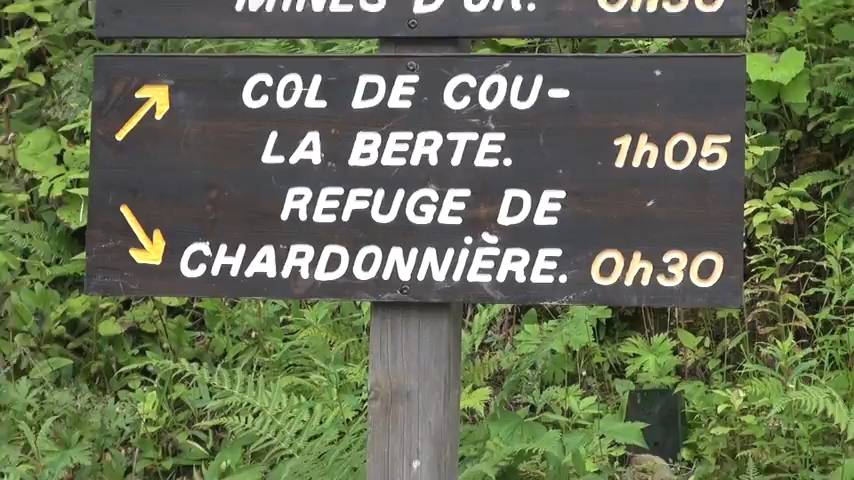 MINES D'OR. 0h30
COL DE COU-
LA BERTE. 1h05
REFUGE DE
CHARDONNIÈRE. 0h30